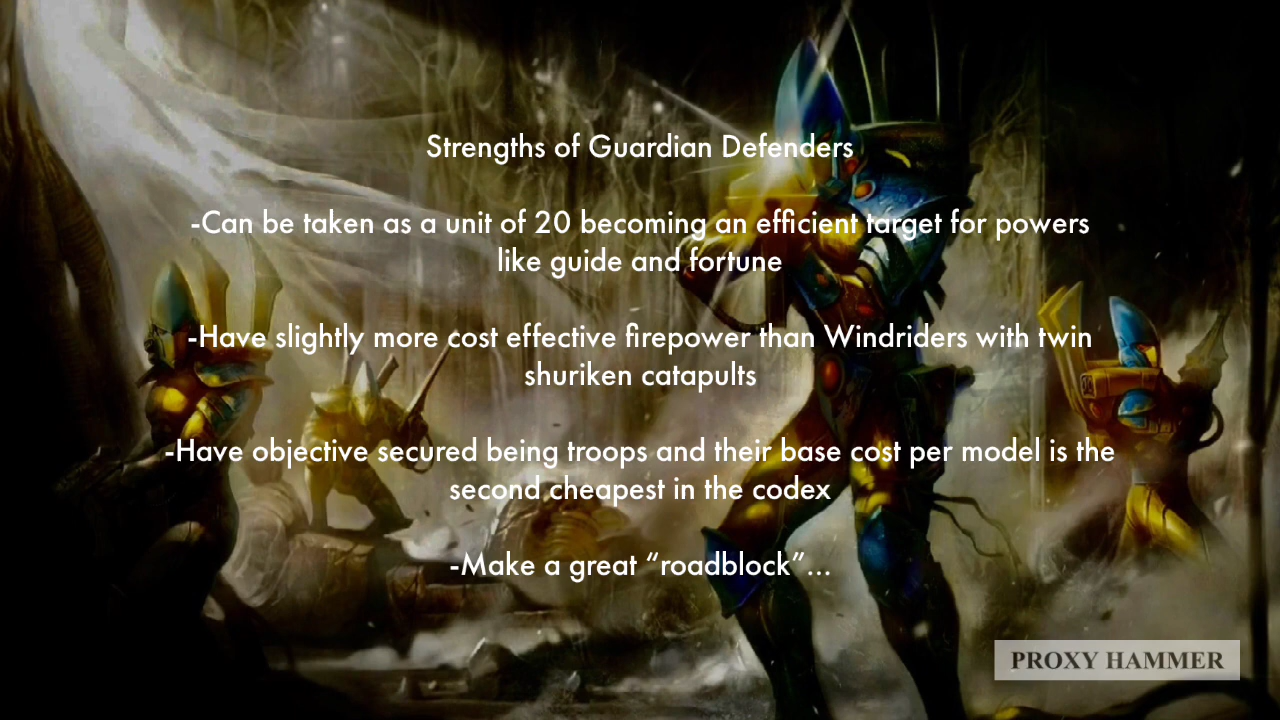 Strengths of Guardian Defenders
-Can be taken as a unit of 20 becoming an efficient target for powers
like guide and fortune
-Have slightly more cost effective firepower than Windriders with twin
shuriken catapults
-Have objective secured being troops and their base cost per model is the
second cheapest in the codex
-Make a great “roadblock”...
PROXY HAMMER